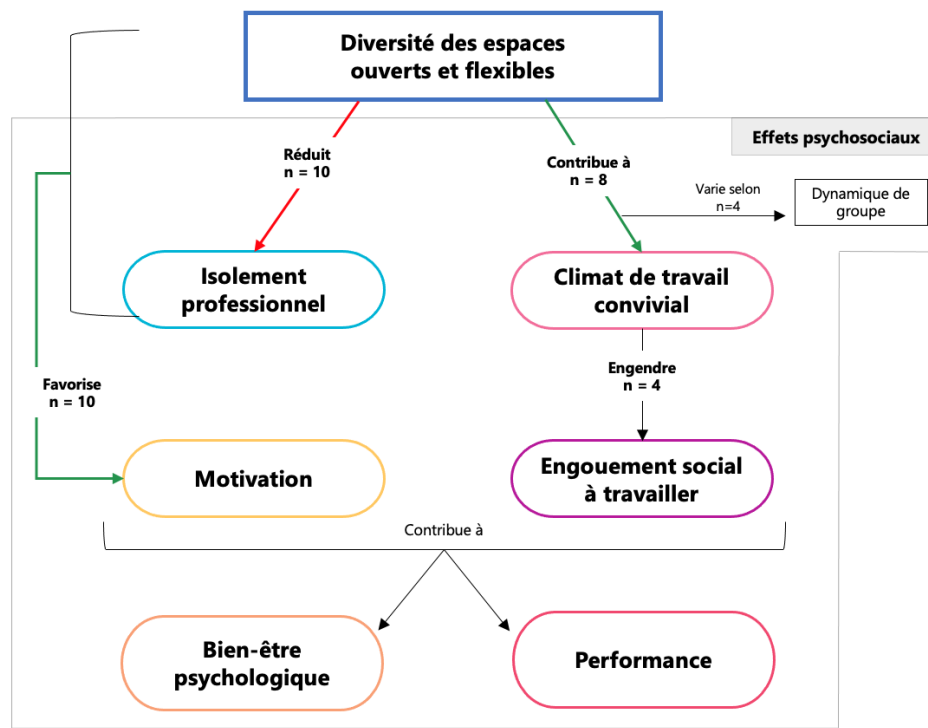 Diversité des espaces
ouverts et flexibles
Effets psychosociaux
Réduit
n = 10
Contribue à
n = 8
Varie selon
n=4
Dynamique de
groupe
Isolement
professionnel
Climat de travail
convivial
Favorise
n = 10
Engendre
n = 4
Motivation
Engouement social
à travailler
Contribue à
Bien-être
psychologique
Performance